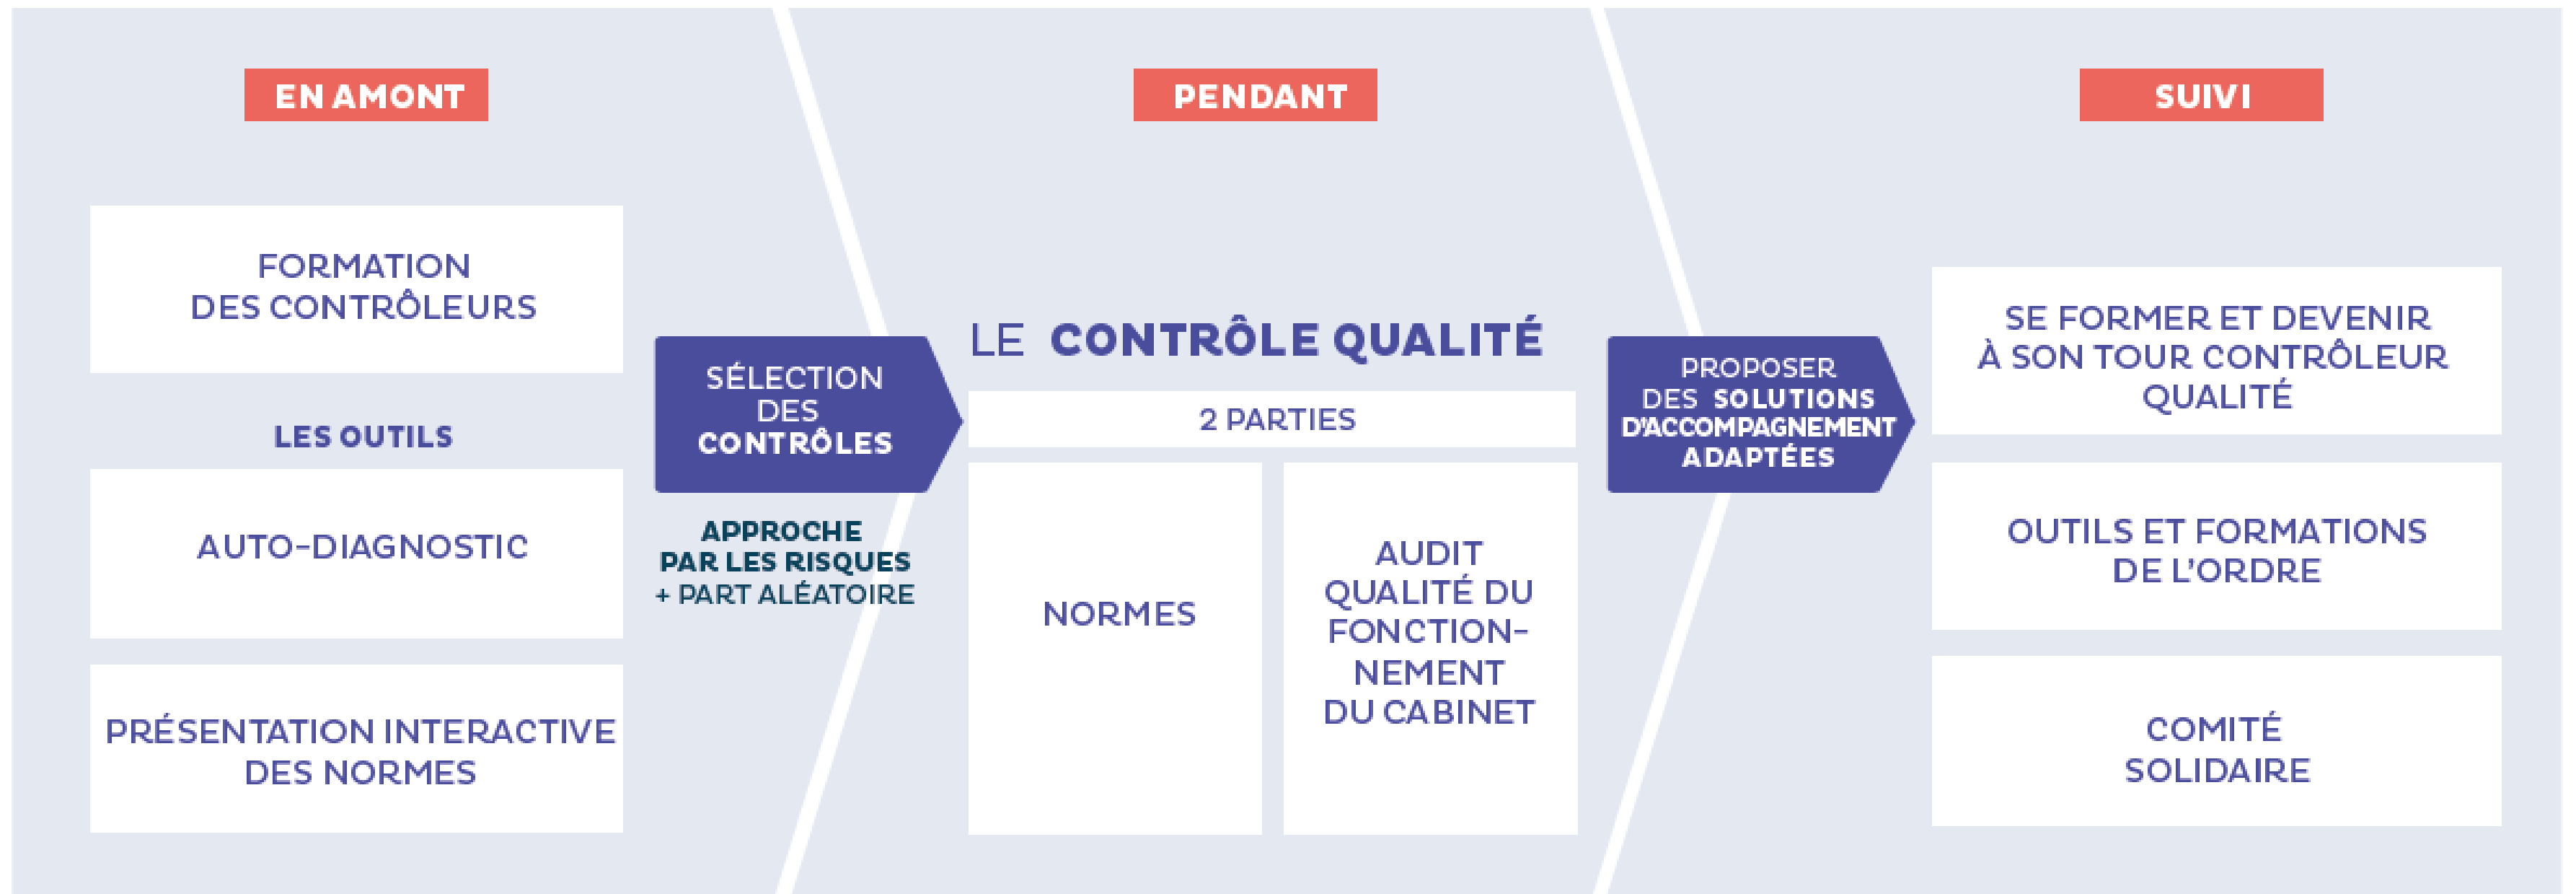 EN AMONT
FORMATION
DES CONTRÔLEURS
LES OUTILS
AUTO-DIAGNOSTIC
PRÉSENTATION INTERACTIVE
DES NORMES
SÉLECTION
DES
CONTRÔLES
APPROCHE
PAR LES RISQUES
+ PART ALÉATOIRE
PENDANT
LE CONTRÔLE QUALITÉ
2 PARTIES
NORMES
AUDIT
QUALITÉ DU
FONCTION-
NEMENT
DU CABINET
PROPOSER
DES SOLUTIONS
D'ACCOMPAGNEMENT
ADAPTÉES
SUIVI
SE FORMER ET DEVENIR
À SON TOUR CONTRÔLEUR
QUALITÉ
OUTILS ET FORMATIONS
DE L'ORDRE
COMITÉ
SOLIDAIRE